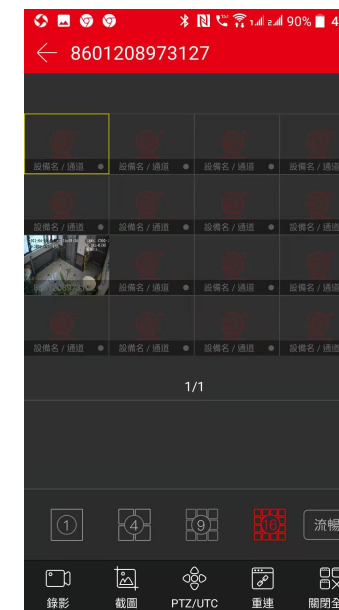 90% 4
8601208973127
設備名 / 通道 設備名 / 通道 設備名 / 通道 設備名 / 通道
設備名 / 通道 設備名 / 通道 設備名 / 通道 設備名 / 通道
設備名 / 通道 設備名 / 通道 設備名 / 通道
設備名 / 通道 設備名 / 通道 設備名 / 通道 設備名 / 通道
1/1
1 4 9 16 流暢
錄影 截圖 PTZ/UTC 重連 關閉全